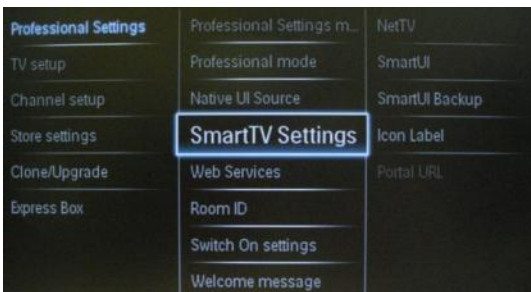 Professional Settings
TV setup
Channel setup
Store settings
Clone/Upgrade
Express Box
Professional Settings m...
Professional mode
Native UI Source
SmartTV Settings
Web Services
Room ID
Switch On settings
Welcome message
NetTV
SmartUI
SmartUI Backup
Icon Label
Portal URL